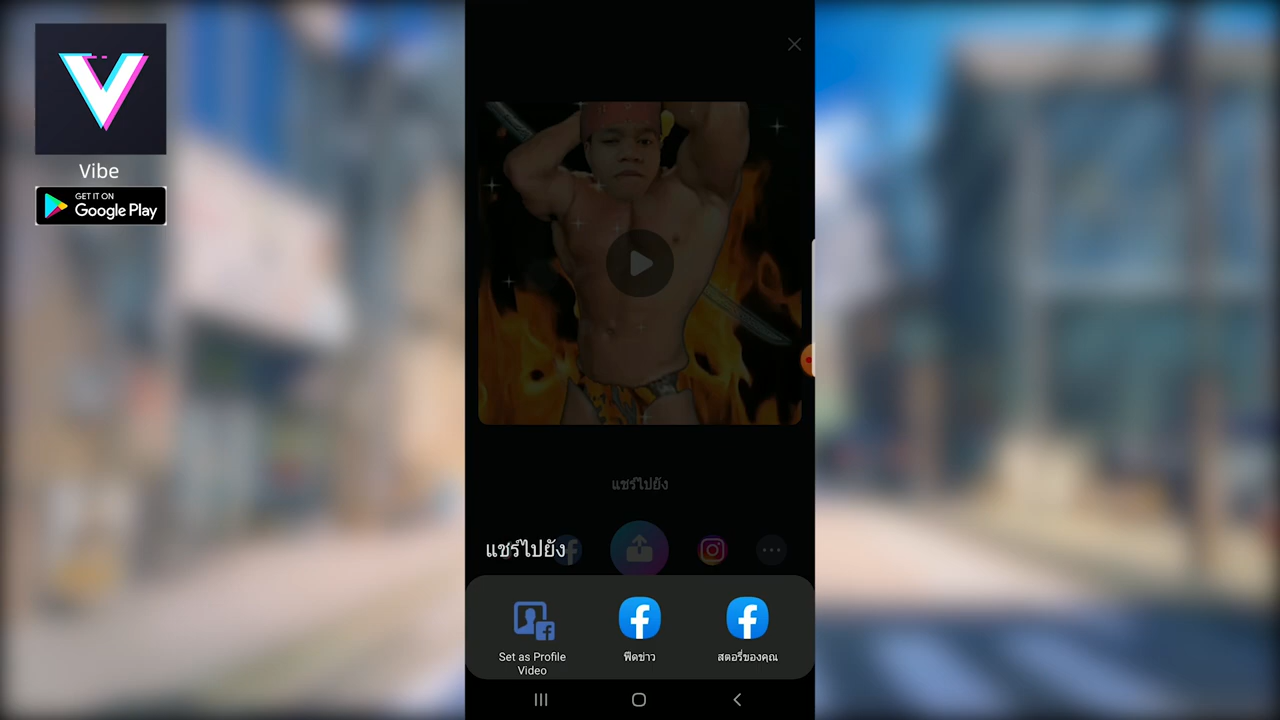 Vibe
GET IT ON
Google Play
แชร์ไปยัง
แชร์ไปยัง
Set as Profile
Video
ฟีดข่าว
สตอรี่ของคุณ